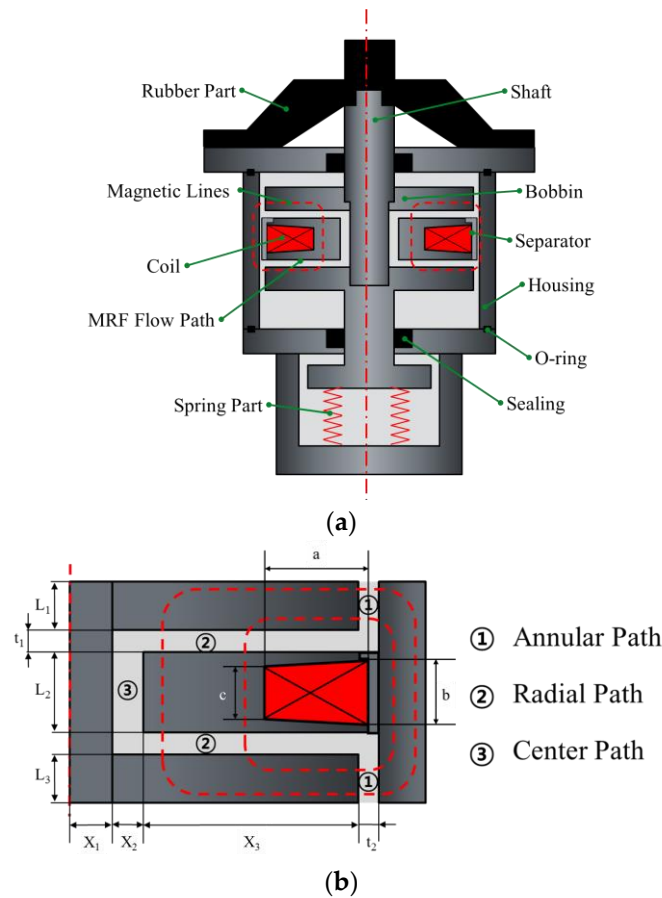 Rubber Part
Shaft
Magnetic Lines
Bobbin
Coil
Separator
MRF Flow Path
Housing
O-ring
Spring Part
Sealing
(a)
a
L1
①
t1
②
① Annular Path
L2
③
c
b
② Radial Path
②
③ Center Path
L3
①
X1
X2
X3
t2
(b)